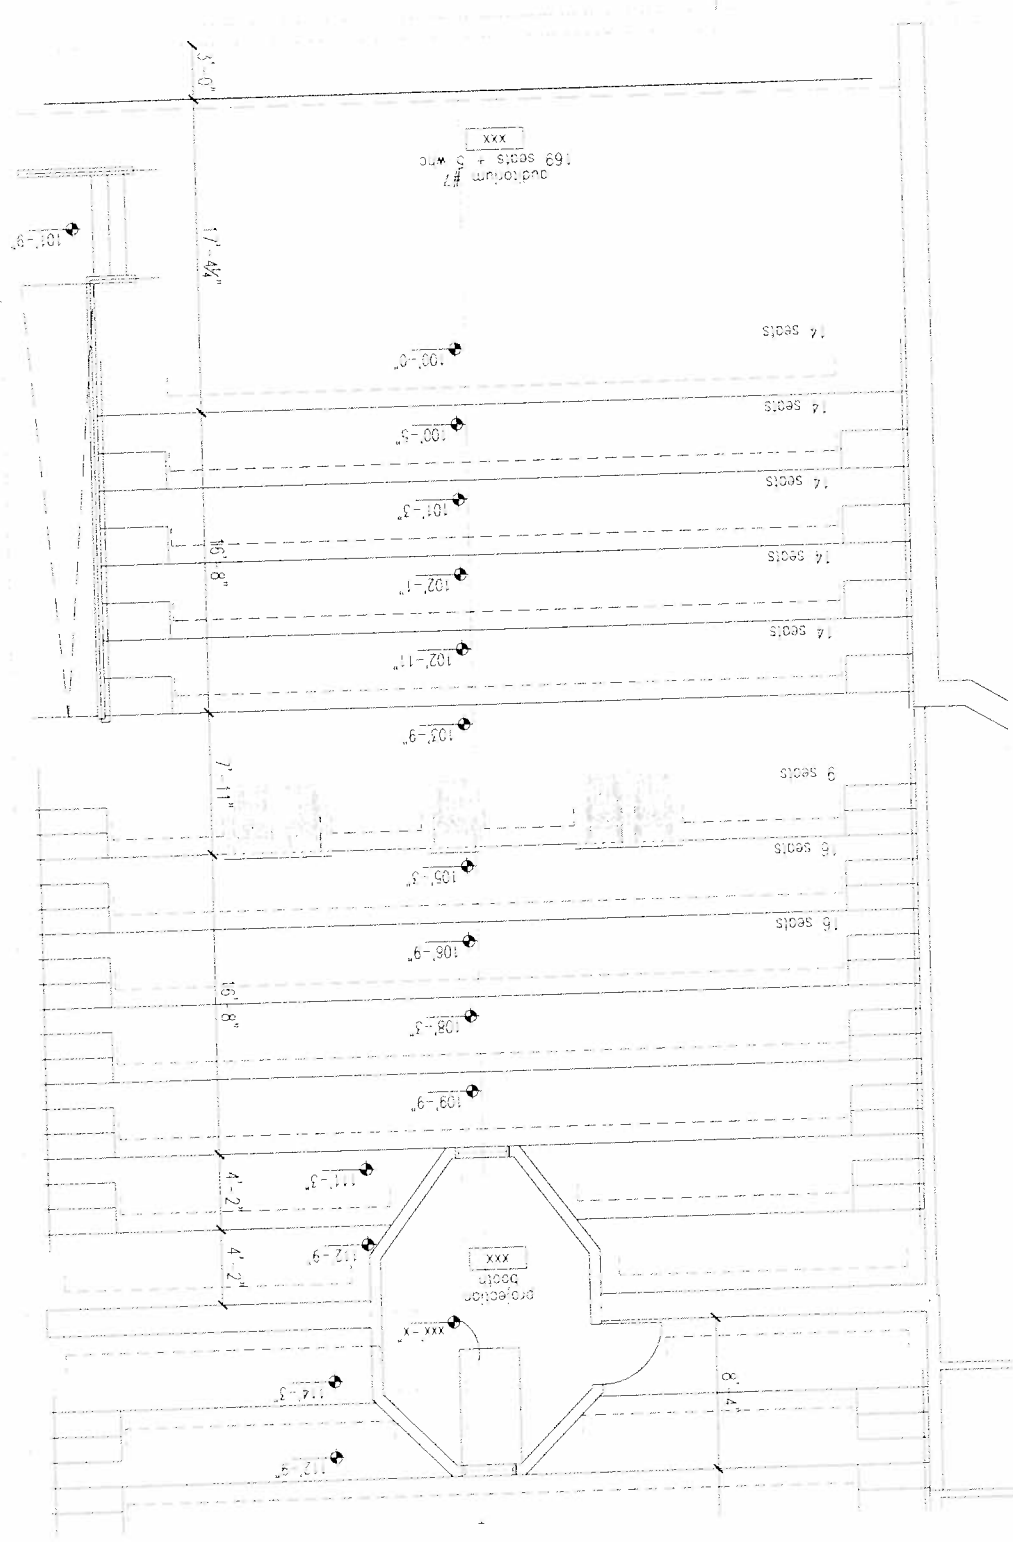 3'-0"
xxx
auditorium #7
169 seats + 5 whc
101'-9"
17'-4¼"
14 seats
100'-0"
14 seats
100'-5"
14 seats
101'-3"
16'-8"
14 seats
102'-1"
14 seats
102'-11"
103'-9"
7'-11"
9 seats
16 seats
105'-3"
16 seats
106'-9"
16'-8"
108'-3"
109'-9"
4'-2"
111'-3"
4'-2"
112'-9"
xxx
projection
booth
xxx'-x"
114'-3"
8'-4"
112'-9"